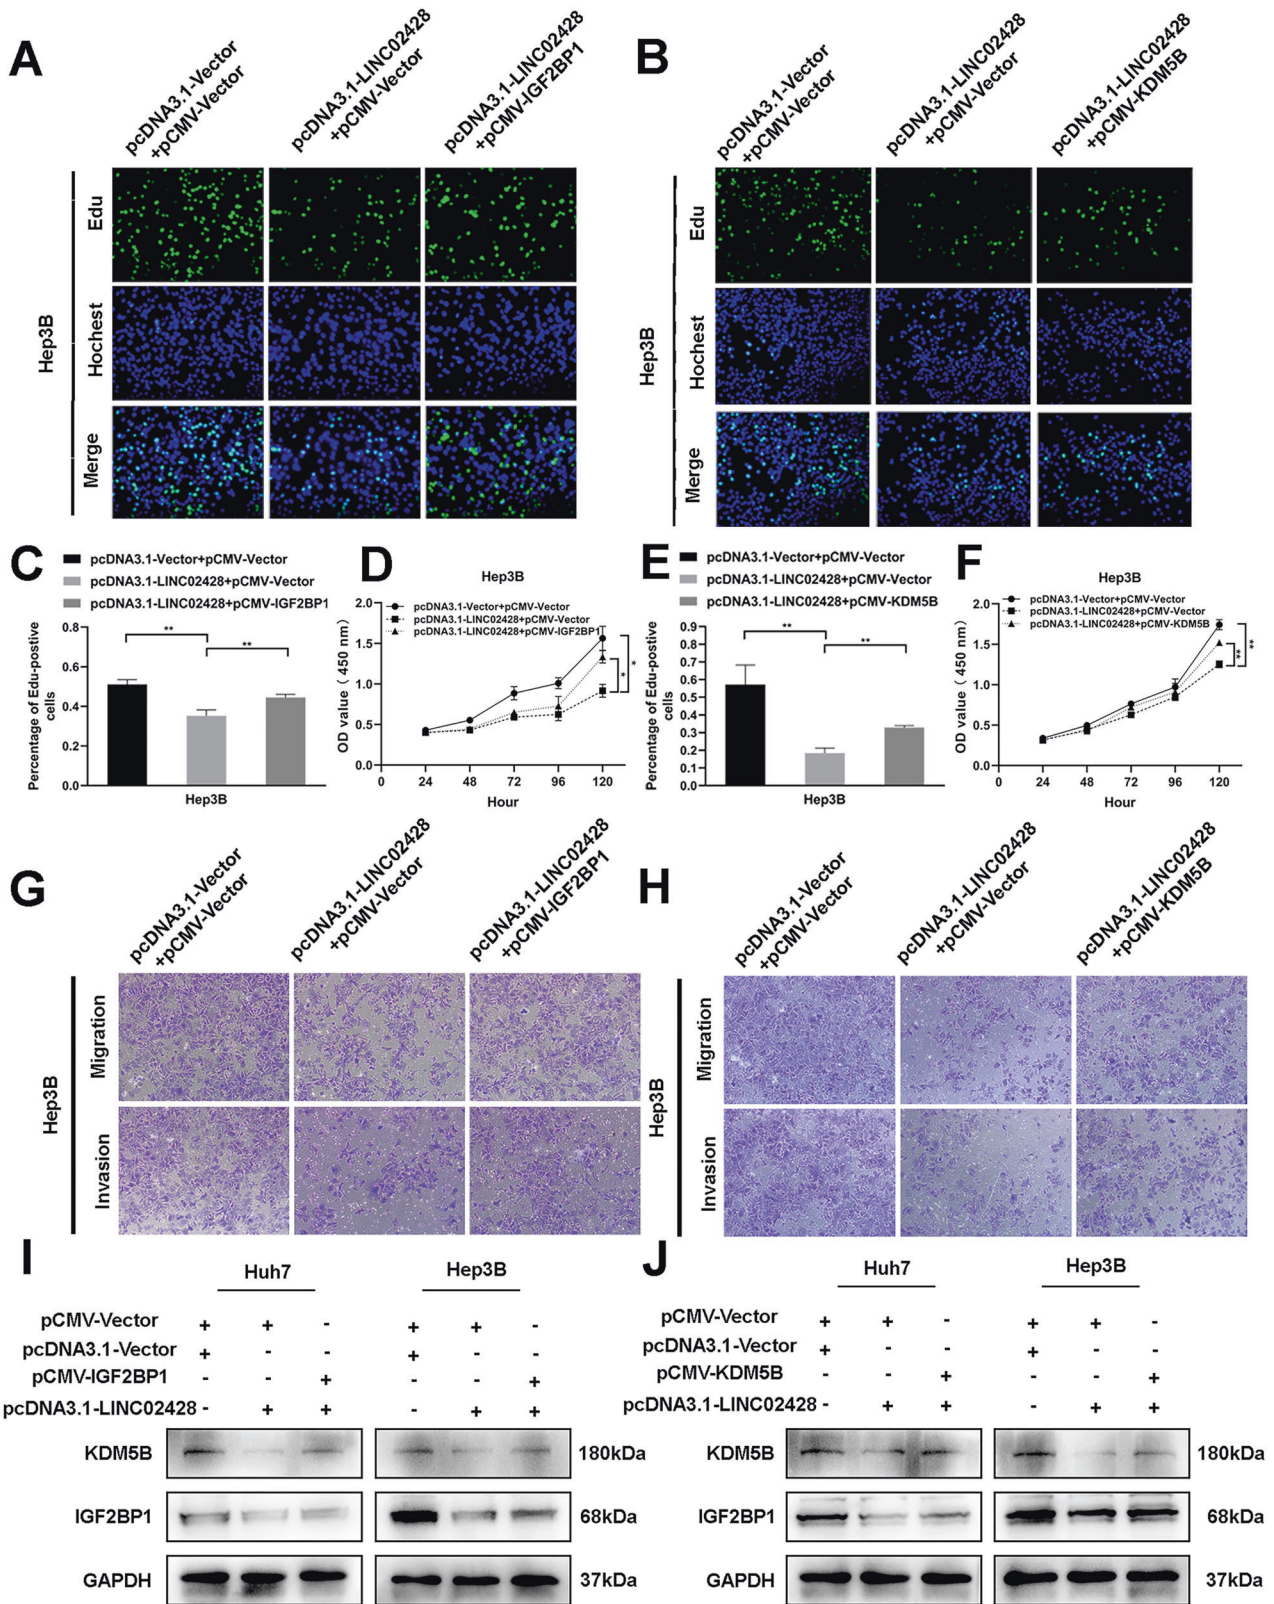 A
pcDNA3.1-Vector
+pCMV-Vector
pcDNA3.1-LINC02428
+pCMV-Vector
pcDNA3.1-LINC02428
+pCMV-IGF2BP1
Hep3B
Edu
Hochest
Merge
B
pcDNA3.1-Vector
+pCMV-Vector
pcDNA3.1-LINC02428
+pCMV-Vector
pcDNA3.1-LINC02428
+pCMV-KDM5B
Hep3B
Edu
Hochest
Merge
C
pcDNA3.1-Vector+pCMV-Vector
pcDNA3.1-LINC02428+pCMV-Vector
pcDNA3.1-LINC02428+pCMV-IGF2BP1
Percentage of Edu-postive
cells
0.8
0.6
0.4
0.2
0.0
**
**
Hep3B
D
Hep3B
pcDNA3.1-Vector+pCMV-Vector
pcDNA3.1-LINC02428+pCMV-Vector
pcDNA3.1-LINC02428+pCMV-IGF2BP1
OD value ( 450 nm)
2.0
1.5
1.0
0.5
0.0
0 24 48 72 96 120
Hour
*
*
E
pcDNA3.1-Vector+pCMV-Vector
pcDNA3.1-LINC02428+pCMV-Vector
pcDNA3.1-LINC02428+pCMV-KDM5B
Percentage of Edu-postive
cells
0.9
0.8
0.7
0.6
0.5
0.4
0.3
0.2
0.1
0.0
**
**
Hep3B
F
Hep3B
pcDNA3.1-Vector+pCMV-Vector
pcDNA3.1-LINC02428+pCMV-Vector
pcDNA3.1-LINC02428+pCMV-KDM5B
OD value ( 450 nm)
2.0
1.5
1.0
0.5
0.0
0 24 48 72 96 120
Hour
**
**
G
pcDNA3.1-Vector
+pCMV-Vector
pcDNA3.1-LINC02428
+pCMV-Vector
pcDNA3.1-LINC02428
+pCMV-IGF2BP1
Hep3B
Migration
Invasion
H
pcDNA3.1-Vector
+pCMV-Vector
pcDNA3.1-LINC02428
+pCMV-Vector
pcDNA3.1-LINC02428
+pCMV-KDM5B
Hep3B
Migration
Invasion
I
Huh7 Hep3B
pCMV-Vector + + - + + -
pcDNA3.1-Vector + - - + - -
pCMV-IGF2BP1 - - + - - +
pcDNA3.1-LINC02428 - + + - + +
KDM5B 180kDa
IGF2BP1 68kDa
GAPDH 37kDa
J
Huh7 Hep3B
pCMV-Vector + + - + + -
pcDNA3.1-Vector + - - + - -
pCMV-KDM5B - - + - - +
pcDNA3.1-LINC02428 - + + - + +
KDM5B 180kDa
IGF2BP1 68kDa
GAPDH 37kDa